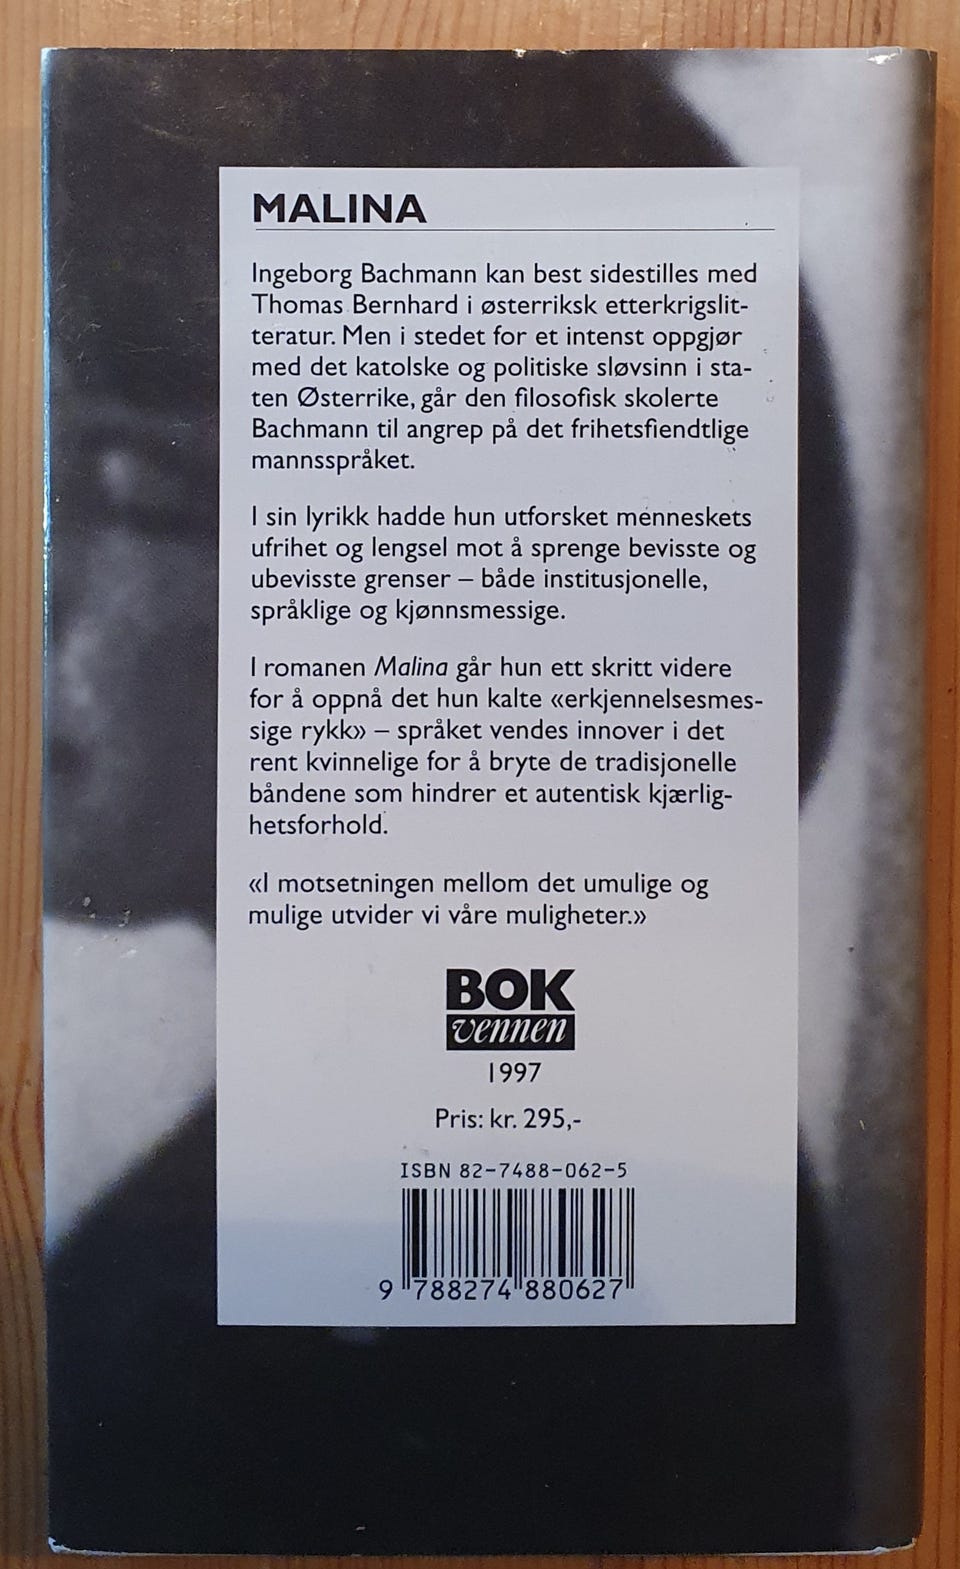 MALINA
Ingeborg Bachmann kan best sidestilles med
Thomas Bernhard i østerriksk etterkrigslit-
teratur. Men i stedet for et intenst oppgjør
med det katolske og politiske sløvsinn i sta-
ten Østerrike, går den filosofisk skolerte
Bachmann til angrep på det frihetsfiendtlige
mannsspråket.
I sin lyrikk hadde hun utforsket menneskets
ufrihet og lengsel mot å sprenge bevisste og
ubevisste grenser – både institusjonelle,
språklige og kjønnsmessige.
I romanen Malina går hun ett skritt videre
for å oppnå det hun kalte «erkjennelsesmes-
sige rykk» – språket vendes innover i det
rent kvinnelige for å bryte de tradisjonelle
båndene som hindrer et autentisk kjærlig-
hetsforhold.
«I motsetningen mellom det umulige og
mulige utvider vi våre muligheter.»
BOK
vennen
1997
Pris: kr. 295,-
ISBN 82-7488-062-5
9 788274 880627